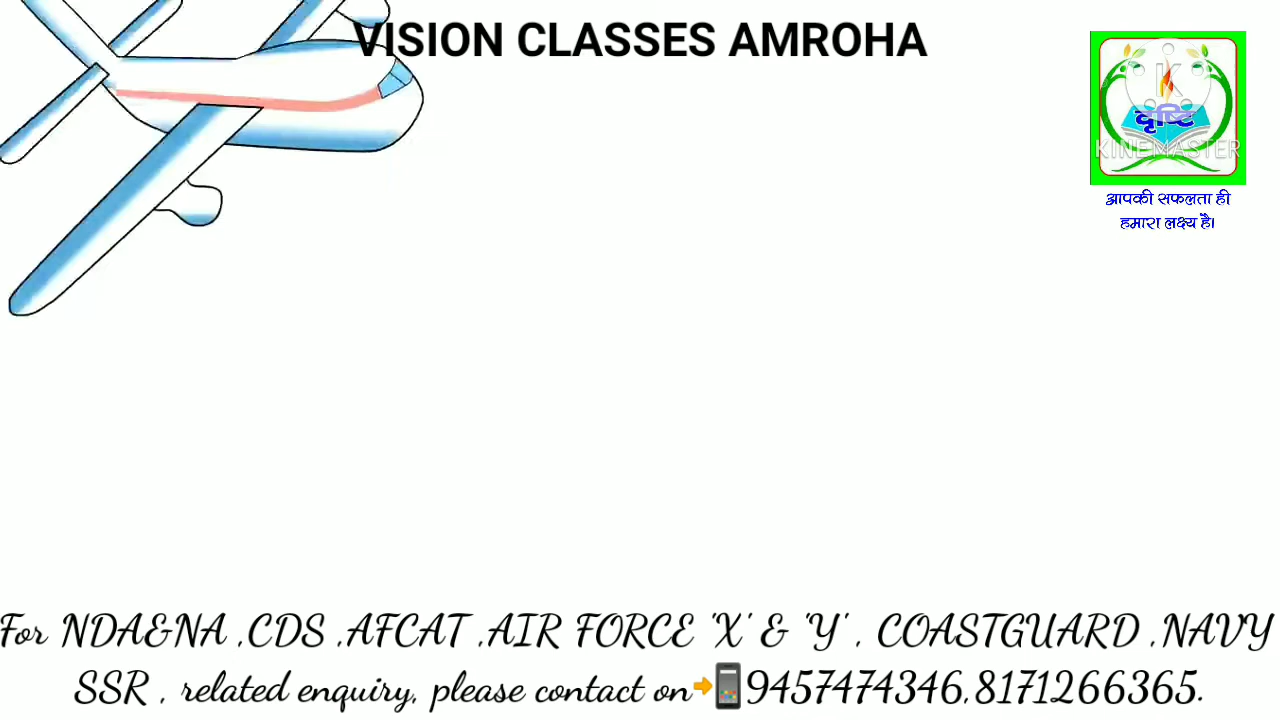 VISION CLASSES AMROHA
K
दृष्टि
KINEMASTER
आपकी सफलता ही
हमारा लक्ष्य है।
For NDA&NA ,CDS ,AFCAT ,AIR FORCE 'X' & 'Y' , COASTGUARD ,NAVY
SSR , related enquiry, please contact on➡📱9457474346,8171266365.